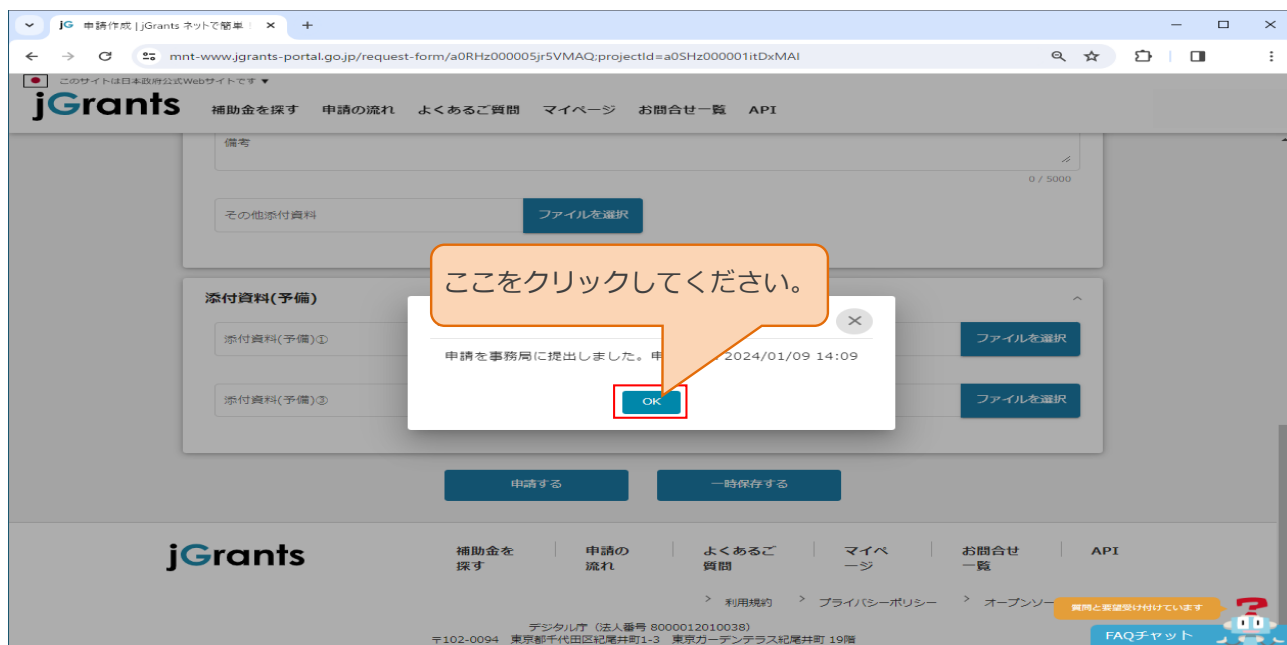 jG 申請作成 | jGrants ネットで簡単！
mnt-www.jgrants-portal.go.jp/request-form/a0RHz000005jr5VMAQ;projectId=a0SHz000001itDxMAI
このサイトは日本政府公式Webサイトです ▼
jGrants 補助金を探す 申請の流れ よくあるご質問 マイページ お問合せ一覧 API
備考
0 / 5000
その他添付資料 ファイルを選択
ここをクリックしてください。
添付資料(予備)
添付資料(予備)① ファイルを選択
申請を事務局に提出しました。申 2024/01/09 14:09
添付資料(予備)③ ファイルを選択
OK
申請する 一時保存する
jGrants 補助金を探す 申請の流れ よくあるご質問 マイページ お問合せ一覧 API
利用規約 プライバシーポリシー オープンソー
質問と要望受け付けています
デジタル庁（法人番号 8000012010038）
〒102-0094 東京都千代田区紀尾井町1-3 東京ガーデンテラス紀尾井町 19階
FAQチャット